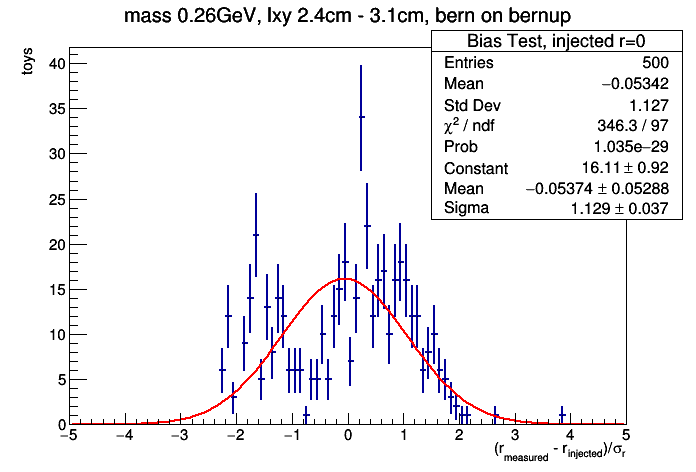 mass 0.26GeV, lxy 2.4cm - 3.1cm, bern on bernup
Bias Test, injected r=0
Entries 500
Mean −0.05342
Std Dev 1.127
χ² / ndf 346.3 / 97
Prob 1.035e−29
Constant 16.11 ± 0.92
Mean −0.05374 ± 0.05288
Sigma 1.129 ± 0.037
toys
40
35
30
25
20
15
10
5
0
−5 −4 −3 −2 −1 0 1 2 3 4 5
(r_measured - r_injected)/σ_r